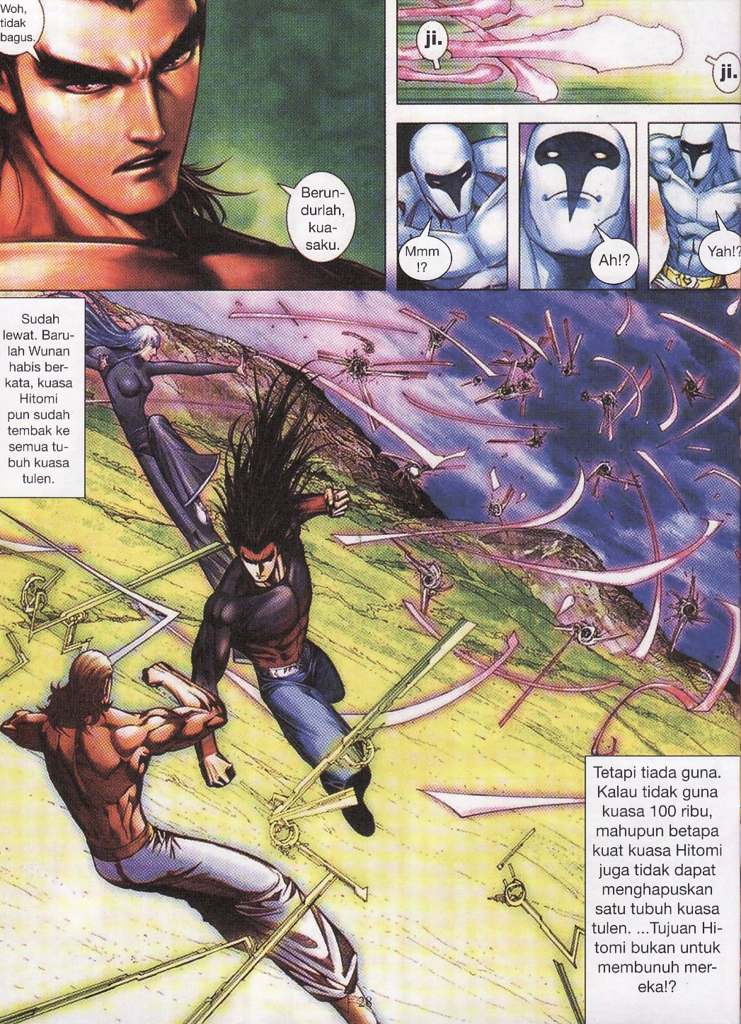 Woh,
tidak
bagus.
Berun-
durlah,
kua-
saku.
ji.
ji.
Mmm
!?
Ah!?
Yah!?
Sudah
lewat. Baru-
lah Wunan
habis ber-
kata, kuasa
Hitomi
pun sudah
tembak ke
semua tu-
buh kuasa
tulen.
Tetapi tiada guna.
Kalau tidak guna
kuasa 100 ribu,
mahupun betapa
kuat kuasa Hitomi
juga tidak dapat
menghapuskan
satu tubuh kuasa
tulen. ...Tujuan Hi-
tomi bukan untuk
membunuh mer-
eka!?
28